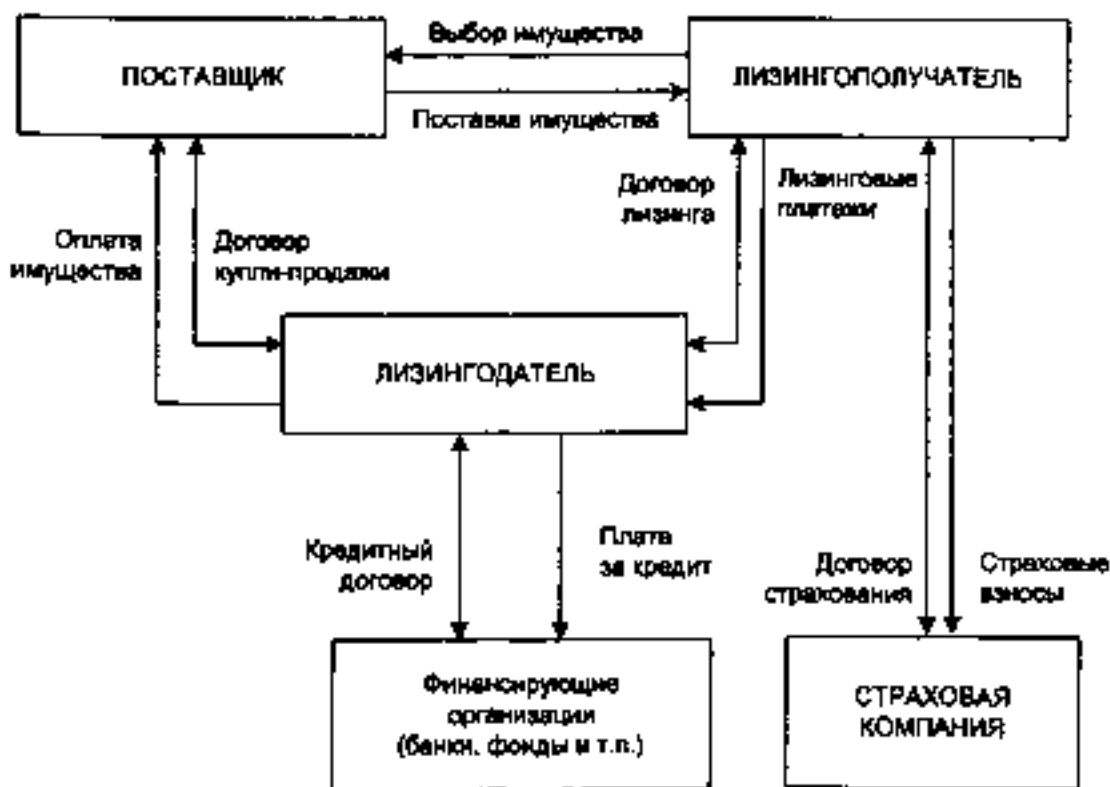 Выбор имущества
ПОСТАВЩИК
ЛИЗИНГОПОЛУЧАТЕЛЬ
Поставка имущества
Договор
лизинга
Лизинговые
платежи
Оплата
имущества
Договор
купли-продажи
ЛИЗИНГОДАТЕЛЬ
Кредитный
договор
Плата
за кредит
Договор
страхования
Страховые
взносы
Финансирующие
организации
(банки, фонды и т.п.)
СТРАХОВАЯ
КОМПАНИЯ